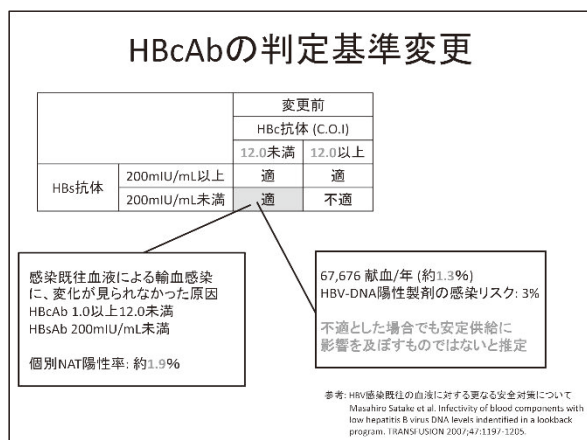 HBcAbの判定基準変更
変更前
HBc抗体 (C.O.I)
12.0未満 12.0以上
HBs抗体 200mIU/mL以上 適 適
200mIU/mL未満 適 不適
感染既往血液による輸血感染
に、変化が見られなかった原因
HBcAb 1.0以上12.0未満
HBsAb 200mIU/mL未満
個別NAT陽性率: 約1.9%
67,676 献血/年 (約1.3%)
HBV-DNA陽性製剤の感染リスク: 3%
不適とした場合でも安定供給に
影響を及ぼすものではないと推定
参考: HBV感染既往の血液に対する更なる安全対策について
Masahiro Satake et al. Infectivity of blood components with
low hepatitis B virus DNA levels indentified in a lookback
program. TRANSFUSION 2007;47:1197-1205.